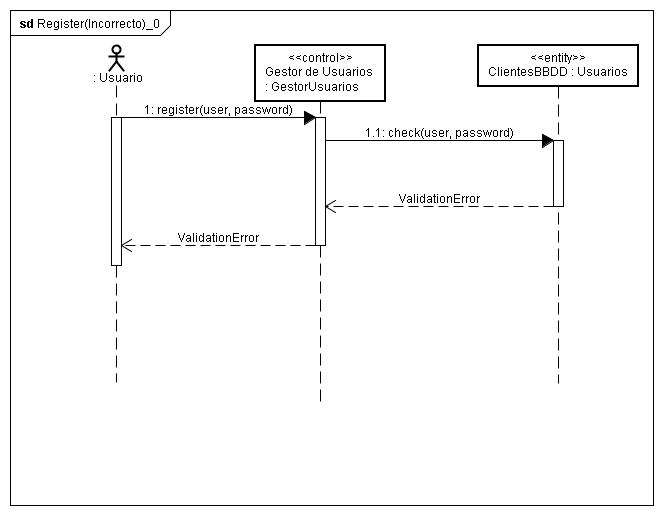 sd Register(Incorrecto)_0
: Usuario
<<control>>
Gestor de Usuarios
: GestorUsuarios
<<entity>>
ClientesBBDD : Usuarios
1: register(user, password)
1.1: check(user, password)
ValidationError
ValidationError